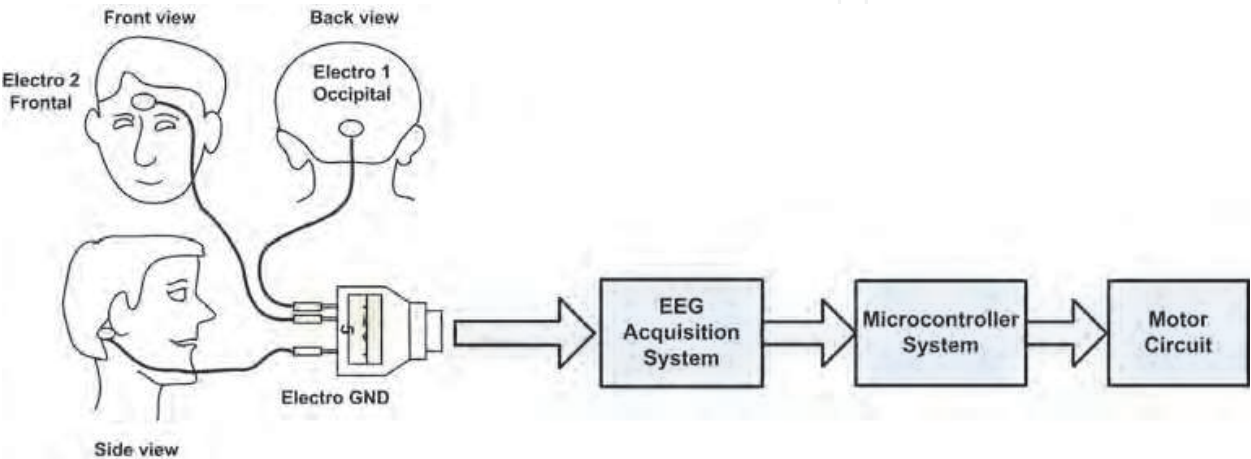 Front view
Back view
Electro 2
Frontal
Electro 1
Occipital
EEG
Acquisition
System
Microcontroller
System
Motor
Circuit
Electro GND
Side view